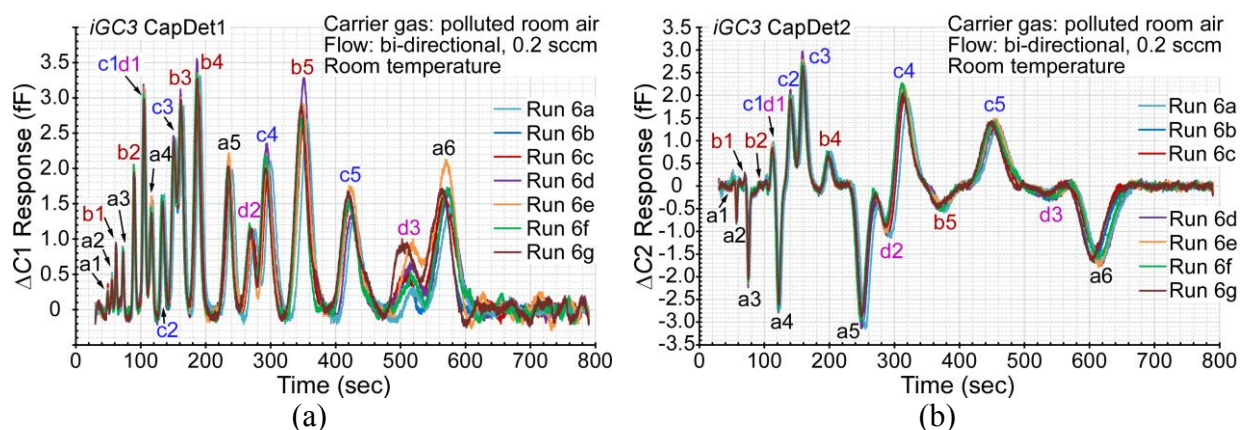 iGC3 CapDet1
Carrier gas: polluted room air
Flow: bi-directional, 0.2 sccm
Room temperature
ΔC1 Response (fF)
3.5
3.0
2.5
2.0
1.5
1.0
0.5
0
a1
a2
b1
a3
b2
c1d1
a4
c2
c3
b3
b4
a5
d2
c4
b5
c5
d3
a6
Run 6a
Run 6b
Run 6c
Run 6d
Run 6e
Run 6f
Run 6g
0 100 200 300 400 500 600 700 800
Time (sec)
(a)
iGC3 CapDet2
Carrier gas: polluted room air
Flow: bi-directional, 0.2 sccm
Room temperature
ΔC2 Response (fF)
3.5
3.0
2.5
2.0
1.5
1.0
0.5
0
-0.5
-1.0
-1.5
-2.0
-2.5
-3.0
-3.5
a1
b1
a2
a3
b2
c1
d1
a4
c2
c3
b4
a5
d2
c4
b5
c5
d3
a6
Run 6a
Run 6b
Run 6c
Run 6d
Run 6e
Run 6f
Run 6g
0 100 200 300 400 500 600 700 800
Time (sec)
(b)